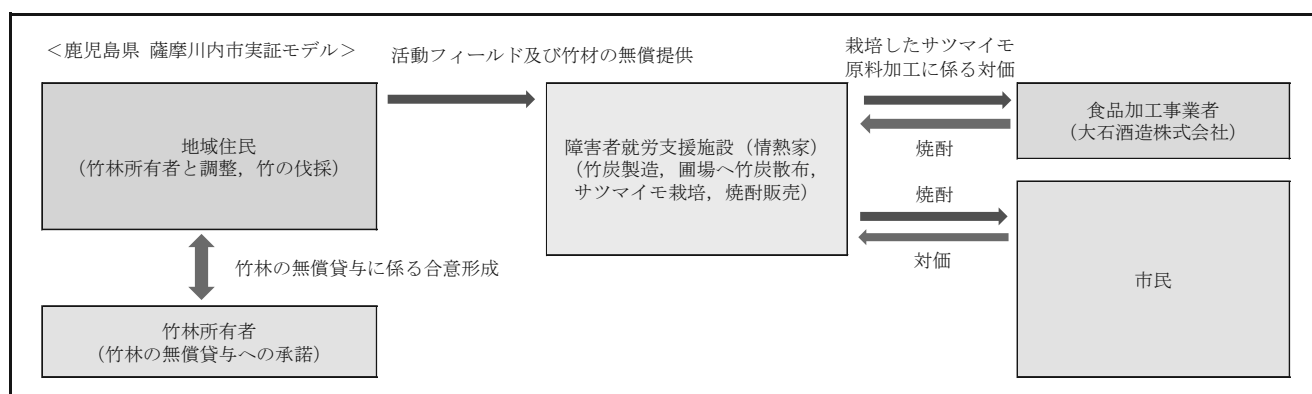 ＜鹿児島県 薩摩川内市実証モデル＞
活動フィールド及び竹材の無償提供
栽培したサツマイモ
原料加工に係る対価
地域住民
（竹林所有者と調整，竹の伐採）
障害者就労支援施設（情熱家）
（竹炭製造，圃場へ竹炭散布，
サツマイモ栽培，焼酎販売）
食品加工事業者
（大石酒造株式会社）
焼酎
焼酎
対価
市民
竹林の無償貸与に係る合意形成
竹林所有者
（竹林の無償貸与への承諾）